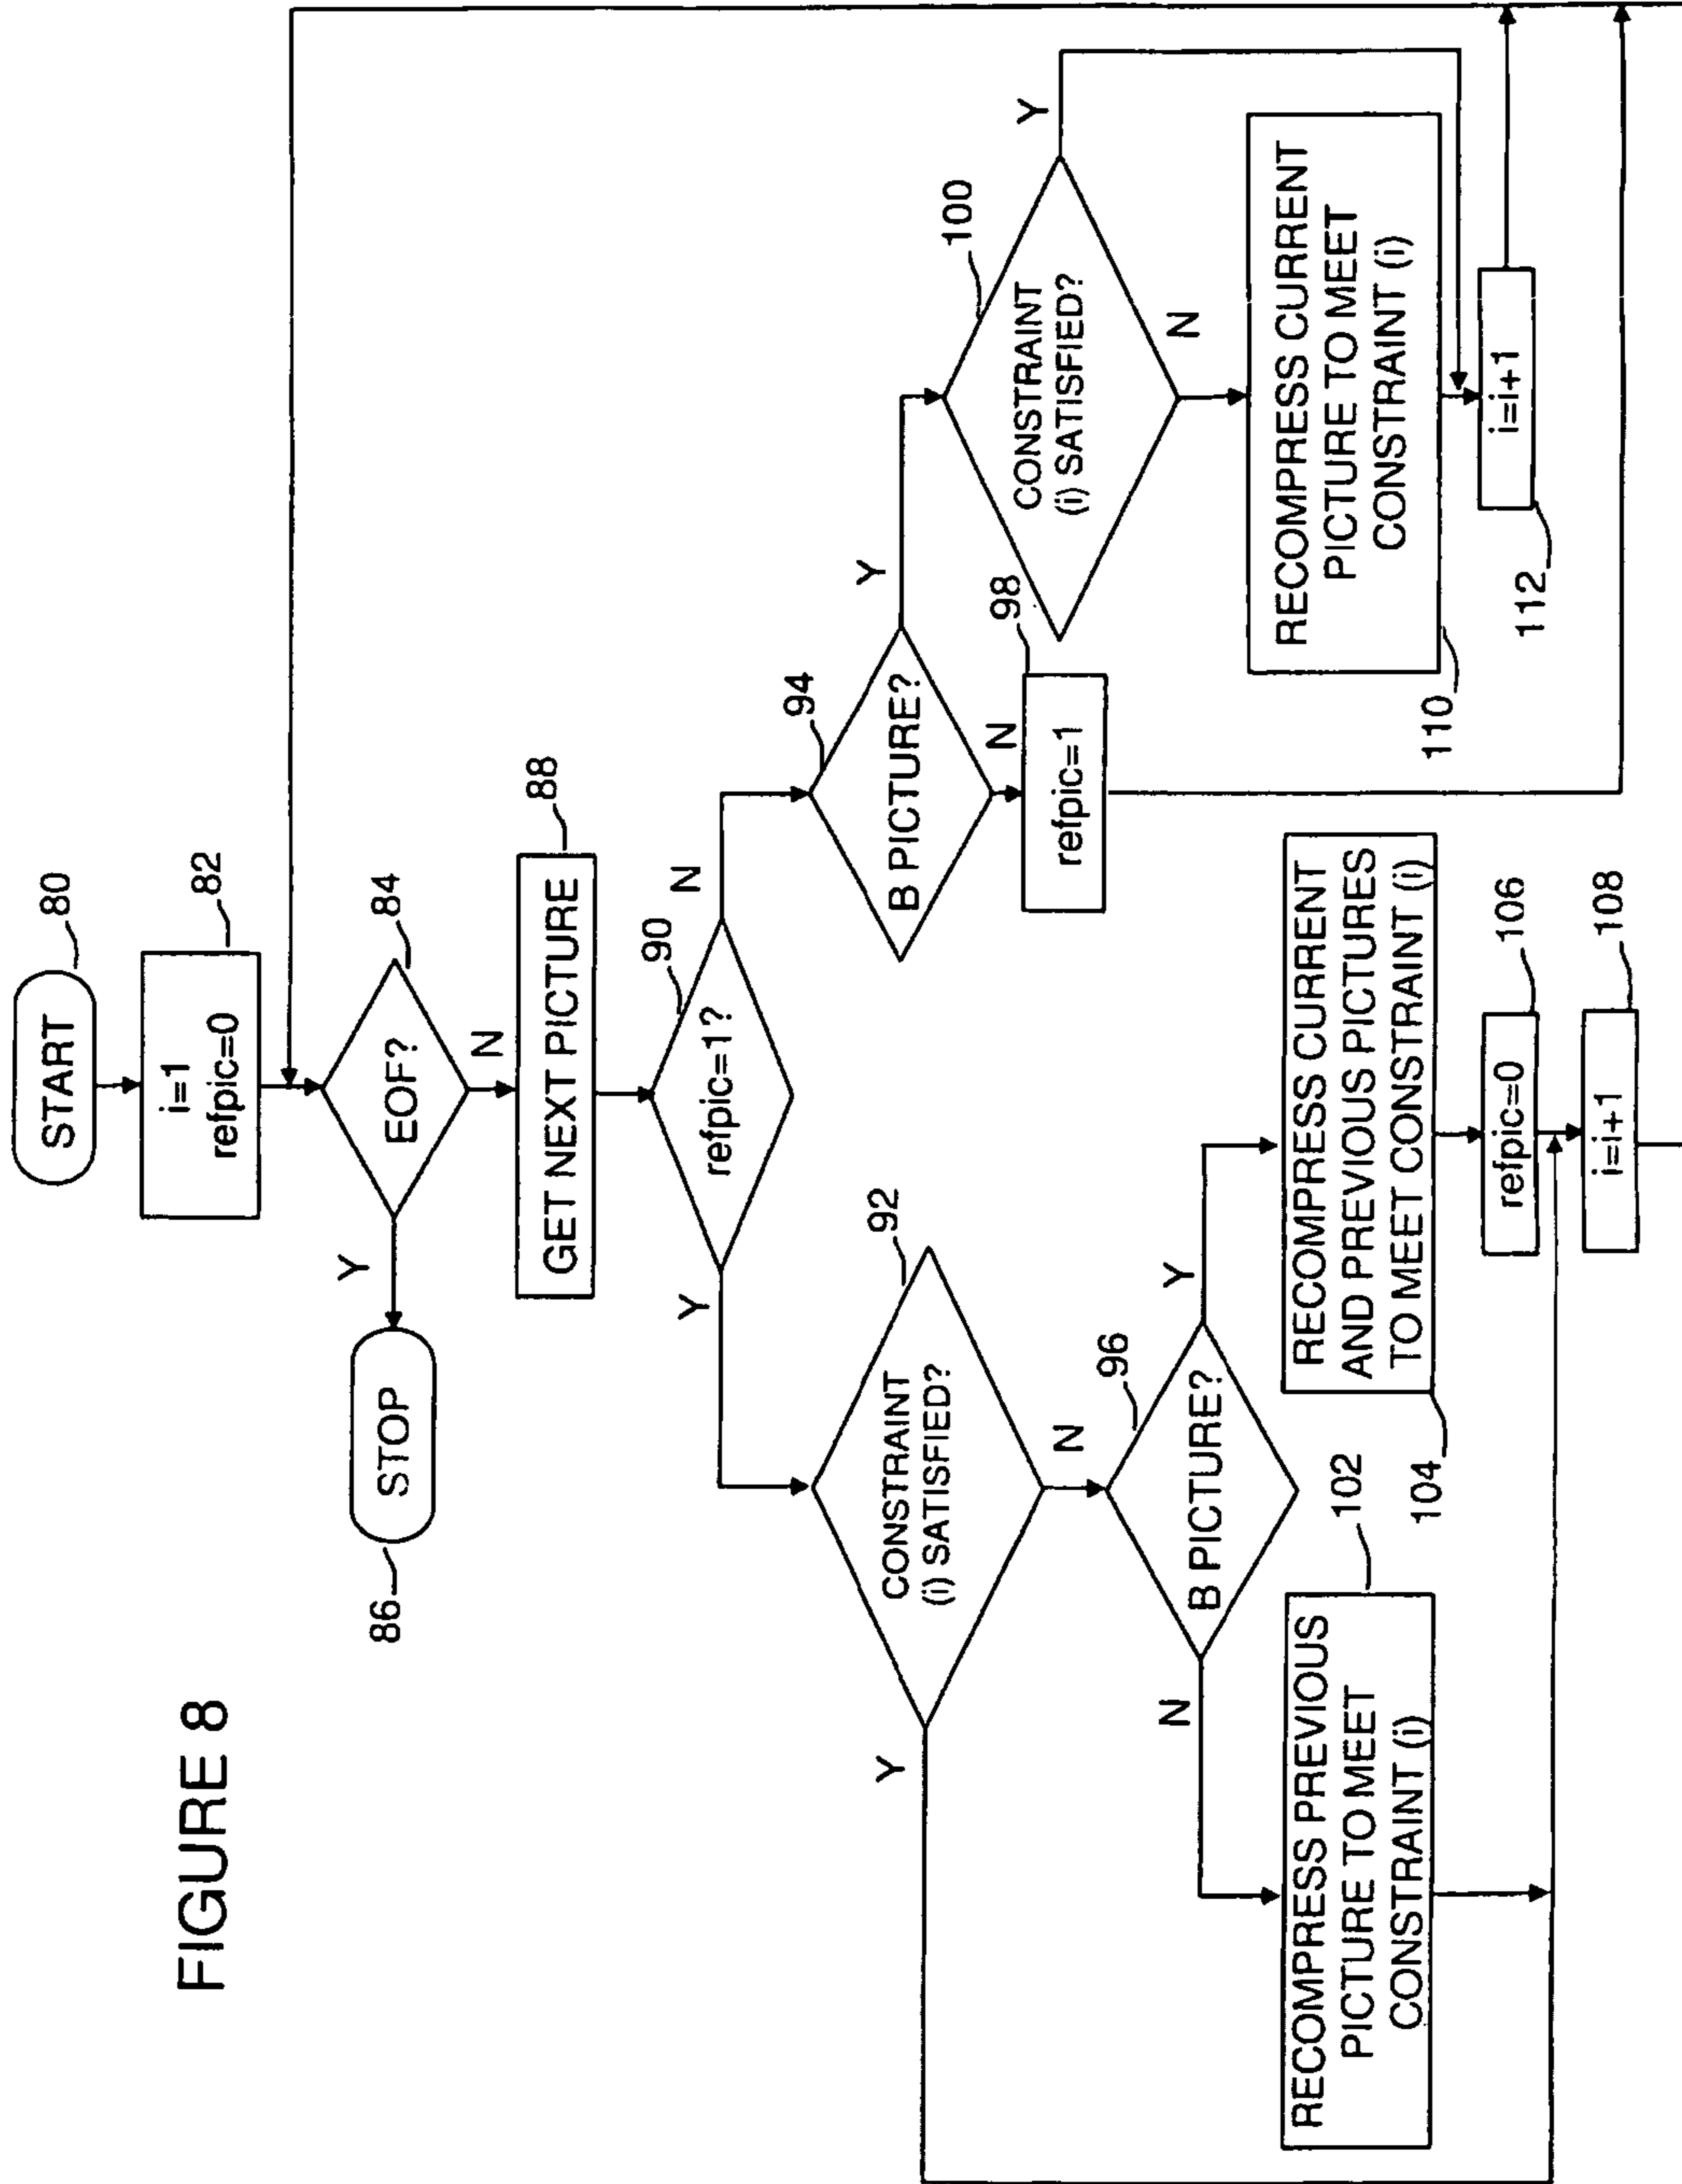 FIGURE 8
START
80
i=1
refpic=0
82
EOF?
84
Y
N
STOP
86
GET NEXT PICTURE
88
refpic=1?
90
Y
N
CONSTRAINT
(i) SATISFIED?
92
Y
N
B PICTURE?
94
N
Y
B PICTURE?
96
N
Y
refpic=1
98
CONSTRAINT
(i) SATISFIED?
100
Y
N
RECOMPRESS PREVIOUS
PICTURE TO MEET
CONSTRAINT (i)
102
RECOMPRESS CURRENT
AND PREVIOUS PICTURES
TO MEET CONSTRAINT (i)
104
refpic=0
106
i=i+1
108
RECOMPRESS CURRENT
PICTURE TO MEET
CONSTRAINT (i)
110
i=i+1
112